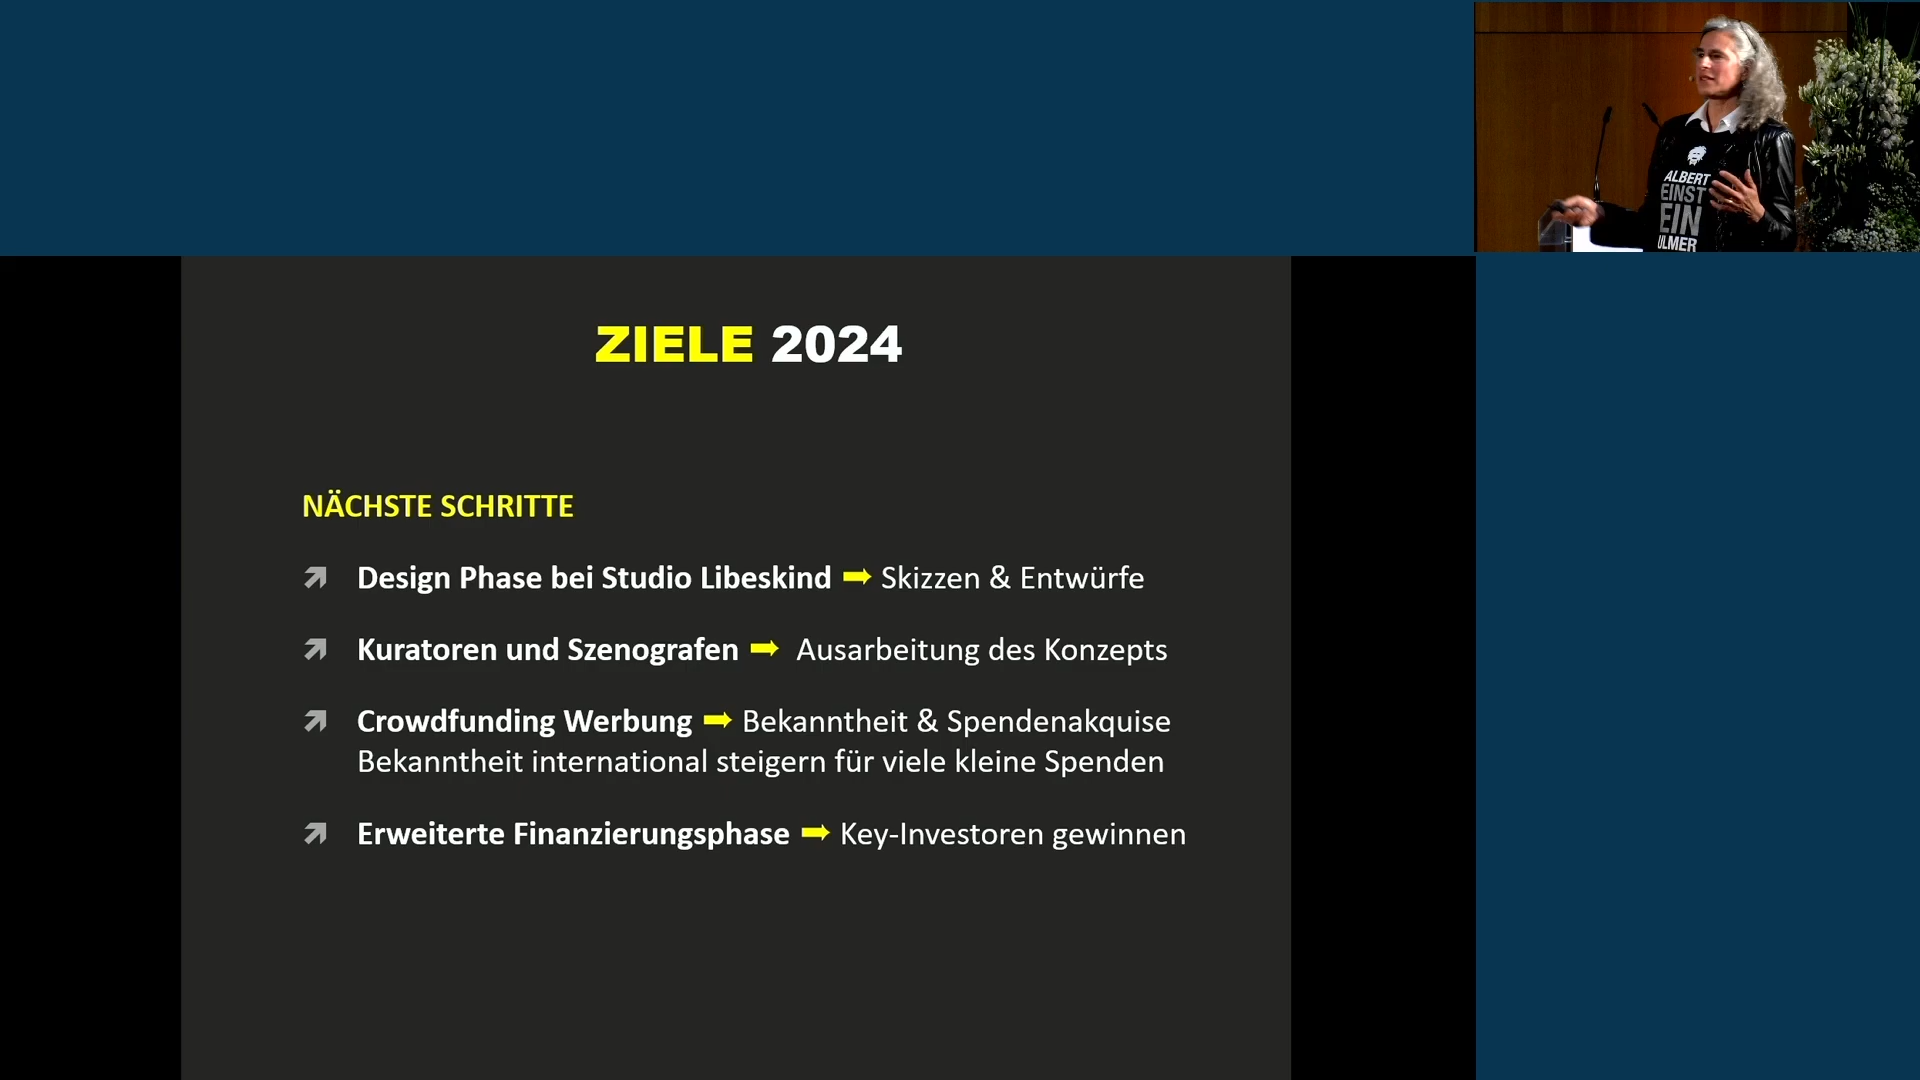 ALBERT
EINST
EIN
ULMER
ZIELE 2024
NÄCHSTE SCHRITTE
Design Phase bei Studio Libeskind ➡ Skizzen & Entwürfe
Kuratoren und Szenografen ➡ Ausarbeitung des Konzepts
Crowdfunding Werbung ➡ Bekanntheit & Spendenakquise
Bekanntheit international steigern für viele kleine Spenden
Erweiterte Finanzierungsphase ➡ Key-Investoren gewinnen